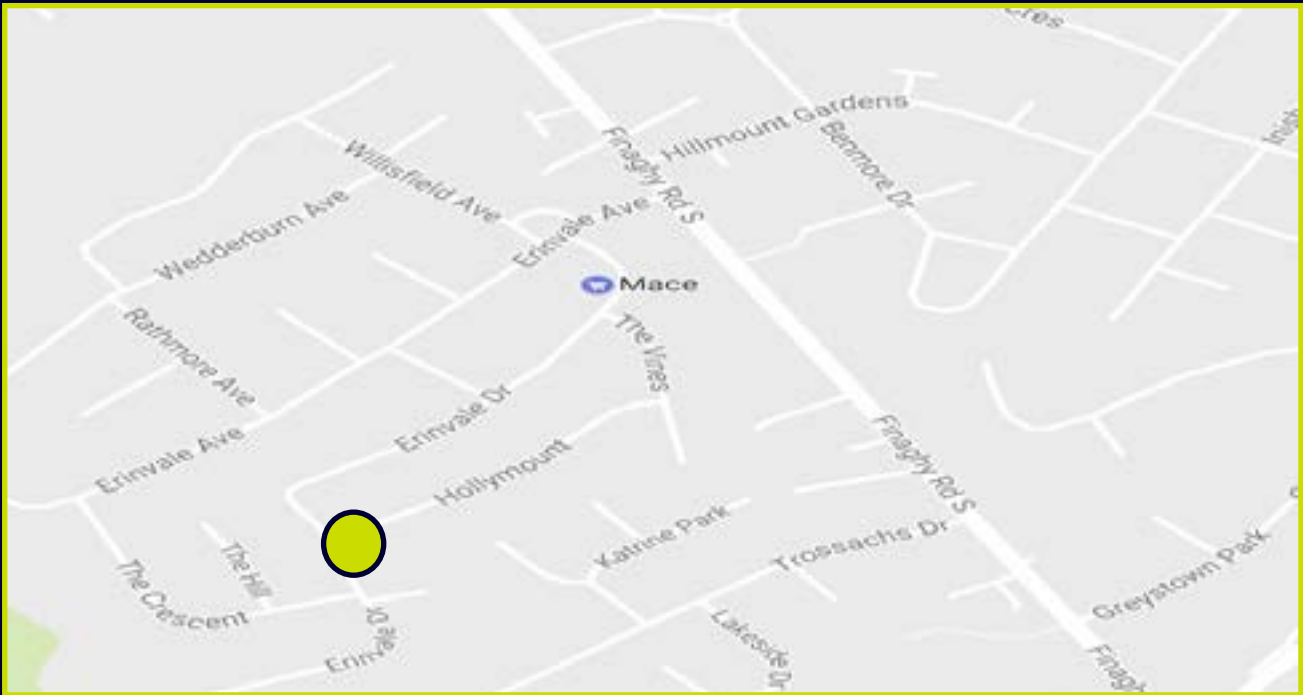 Cres
Hillmount Gardens
Finaghy Rd S
Benmore Dr
Willisfield Ave
Wedderburn Ave
Erinvale Ave
Mace
The Vines
Rathmore Ave
Erinvale Dr
Erinvale Ave
Hollymount
Finaghy Rd S
Katrine Park
Trossachs Dr
The Hill
The Crescent
Greystown Park
Lakeside Dr
Erinvale Dr
Finagh